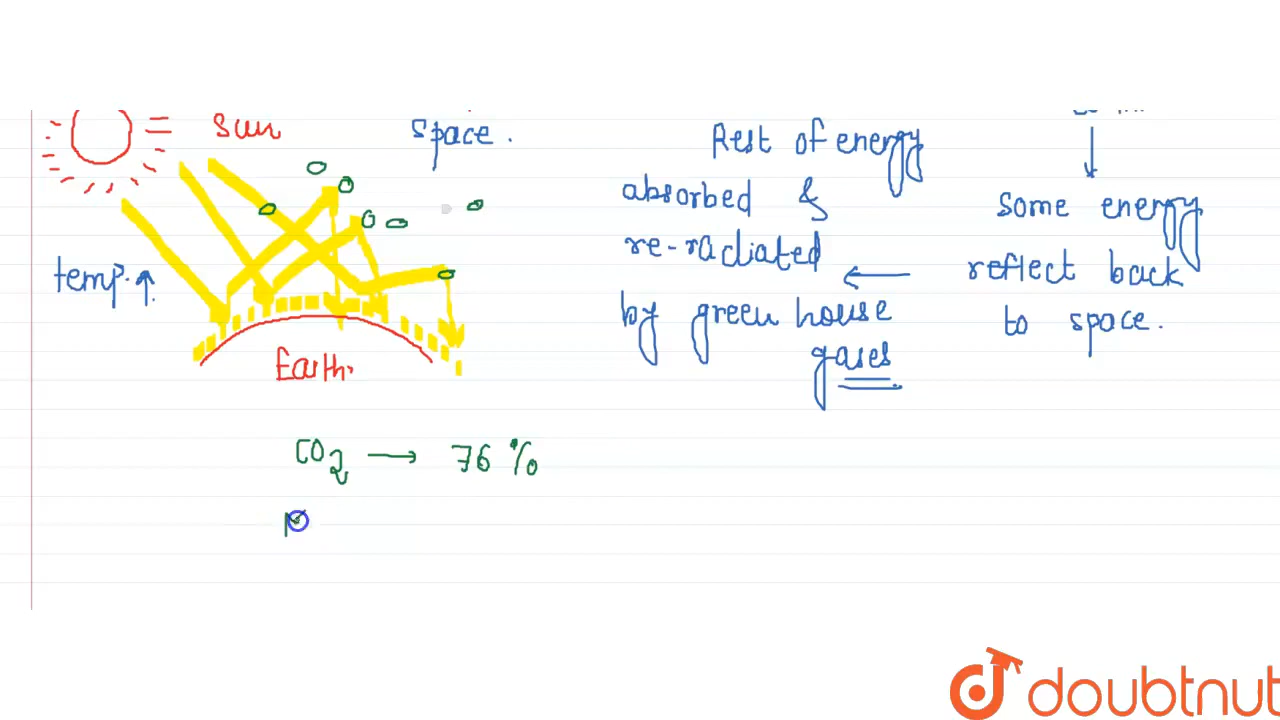 sun
space.
temp. ↑
Earth.
Rest of energy
absorbed &
re-radiated
by green house
gases
↓
some energy
reflect back
to space.
←
CO2 → 76 %
doubtnut